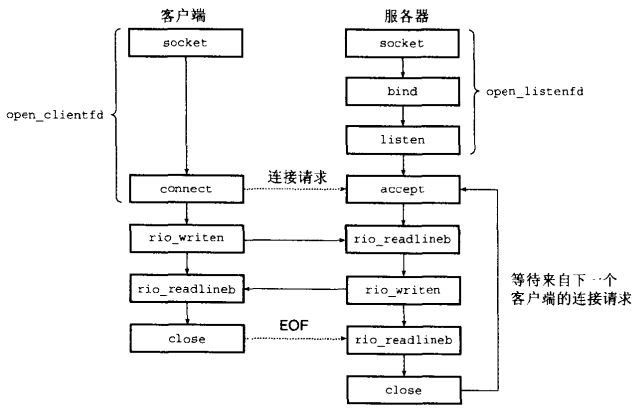 客户端 服务器
socket socket
bind
open_clientfd open_listenfd
listen
连接请求
connect accept
rio_writen rio_readlineb
等待来自下一个
客户端的连接请求
rio_readlineb rio_writen
EOF
close rio_readlineb
close